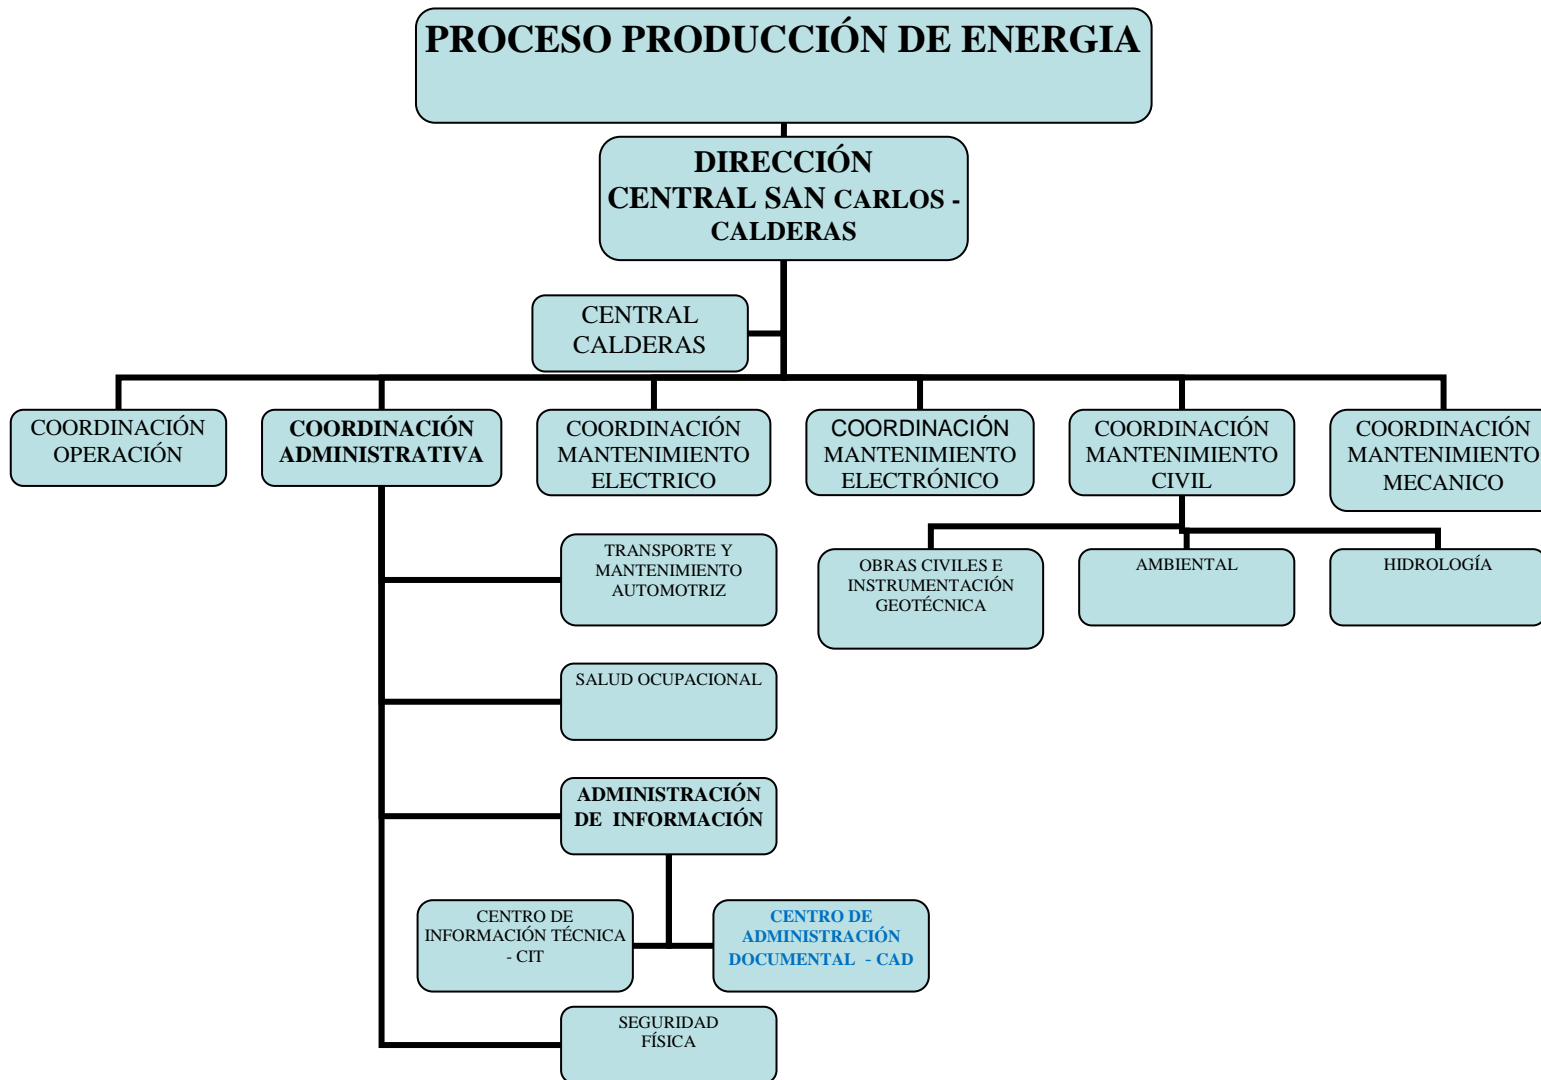 PROCESO PRODUCCIÓN DE ENERGIA
DIRECCIÓN
CENTRAL SAN CARLOS -
CALDERAS
CENTRAL
CALDERAS
COORDINACIÓN
OPERACIÓN
COORDINACIÓN
ADMINISTRATIVA
COORDINACIÓN
MANTENIMIENTO
ELECTRICO
COORDINACIÓN
MANTENIMIENTO
ELECTRÓNICO
COORDINACIÓN
MANTENIMIENTO
CIVIL
COORDINACIÓN
MANTENIMIENTO
MECANICO
TRANSPORTE Y
MANTENIMIENTO
AUTOMOTRIZ
OBRAS CIVILES E
INSTRUMENTACIÓN
GEOTÉCNICA
AMBIENTAL
HIDROLOGÍA
SALUD OCUPACIONAL
ADMINISTRACIÓN
DE  INFORMACIÓN
CENTRO DE
INFORMACIÓN TÉCNICA
- CIT
CENTRO DE
ADMINISTRACIÓN
DOCUMENTAL  - CAD
SEGURIDAD
FÍSICA